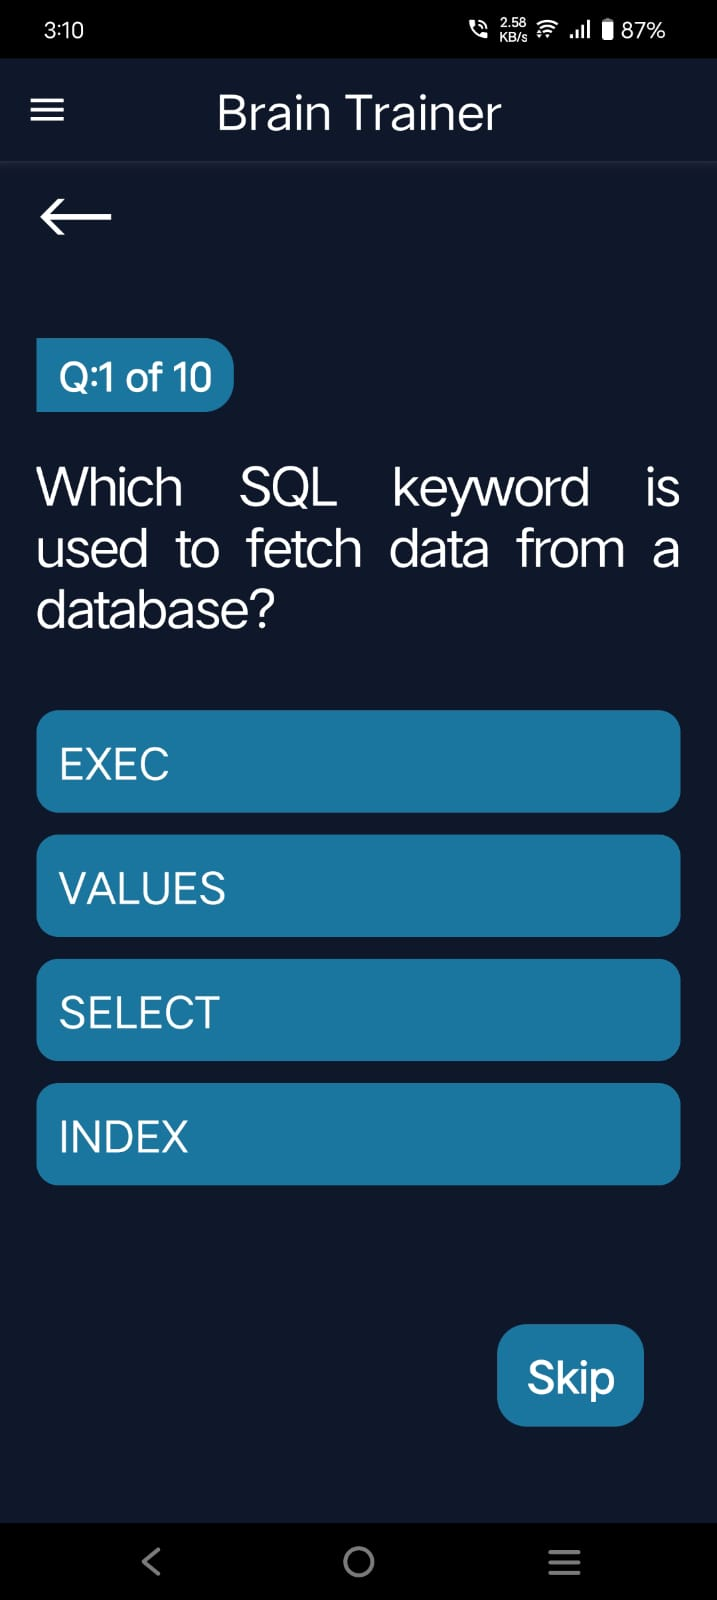 3:10
2.58
KB/s
87%
Brain Trainer
Q:1 of 10
Which SQL keyword is
used to fetch data from a
database?
EXEC
VALUES
SELECT
INDEX
Skip